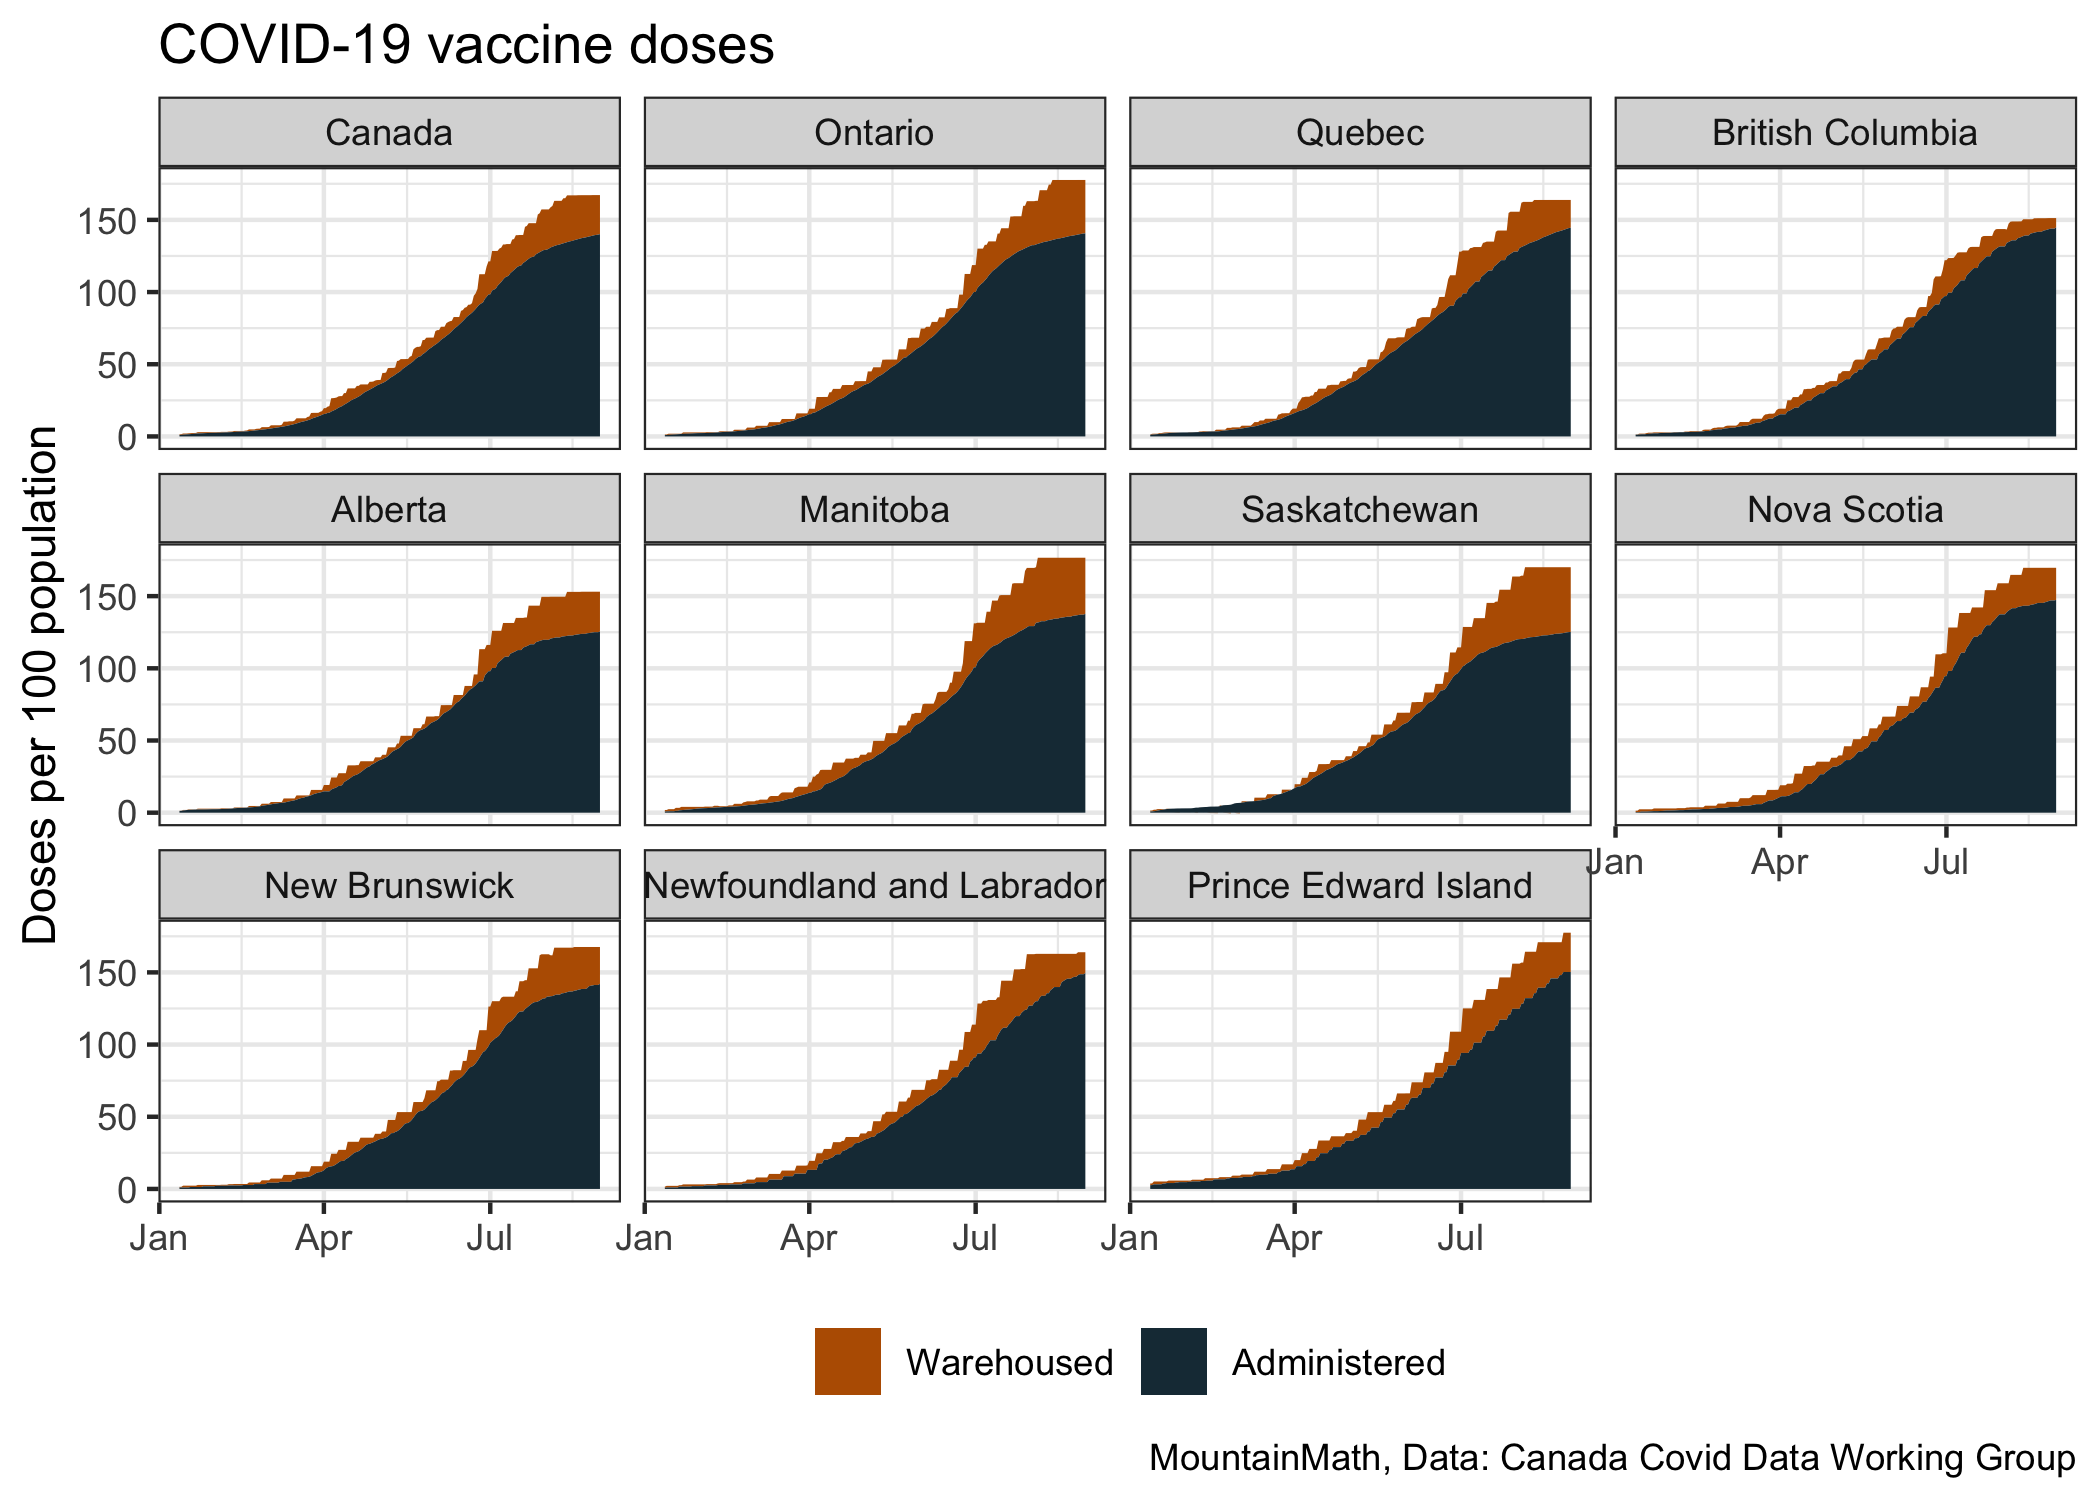 COVID-19 vaccine doses
Canada
Ontario
Quebec
British Columbia
150
100
50
0
Alberta
Manitoba
Saskatchewan
Nova Scotia
150
100
50
0
Jan Apr Jul
New Brunswick
Newfoundland and Labrador
Prince Edward Island
150
100
50
0
Jan Apr Jul
Jan Apr Jul
Jan Apr Jul
Doses per 100 population
Warehoused
Administered
MountainMath, Data: Canada Covid Data Working Group